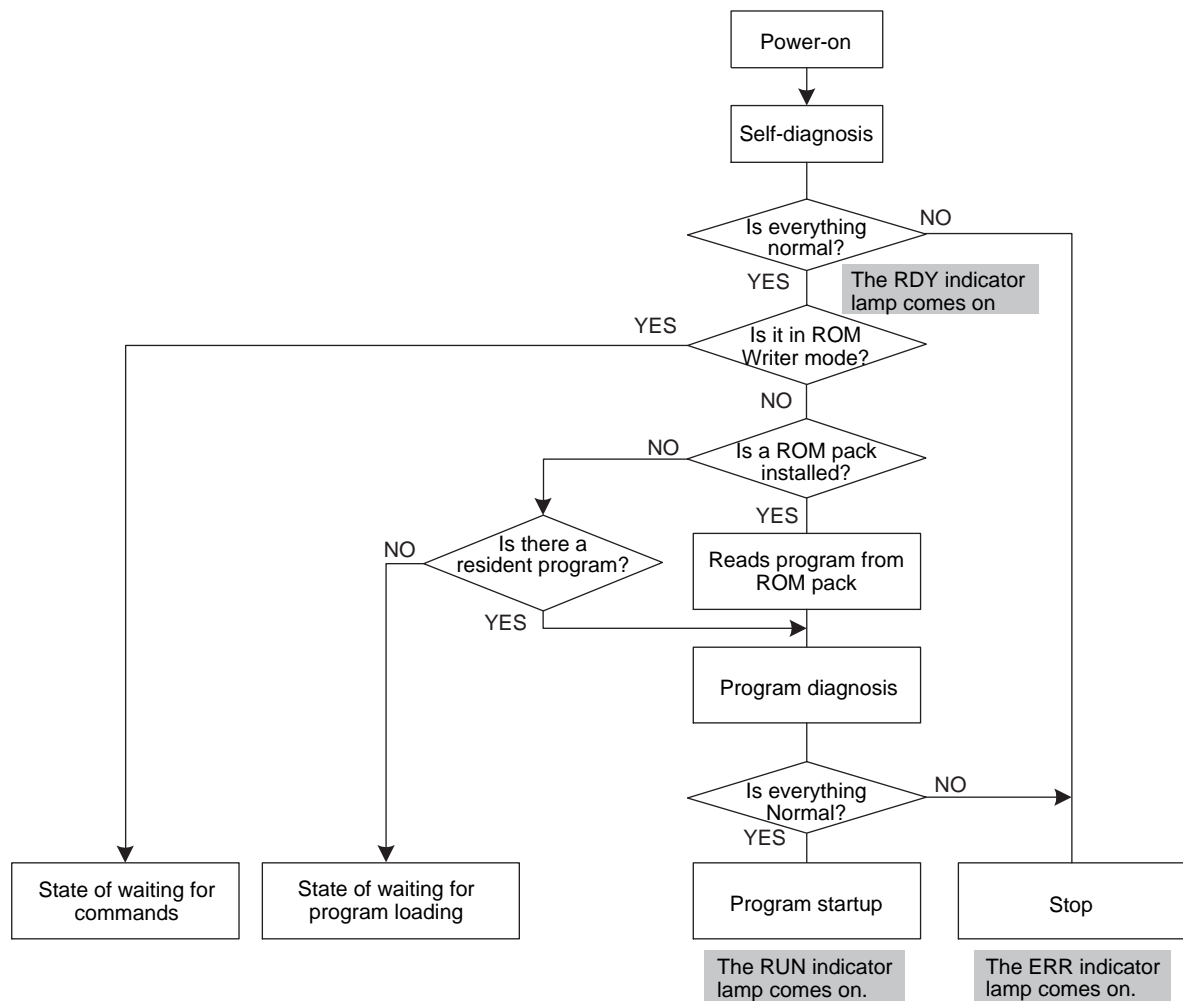 Power-on
Self-diagnosis
Is everything
normal?
NO
YES
The RDY indicator
lamp comes on
YES
Is it in ROM
Writer mode?
NO
NO
Is a ROM pack
installed?
YES
NO
Is there a
resident program?
YES
Reads program from
ROM pack
Program diagnosis
Is everything
Normal?
NO
YES
State of waiting for
commands
State of waiting for
program loading
Program startup
Stop
The RUN indicator
lamp comes on.
The ERR indicator
lamp comes on.